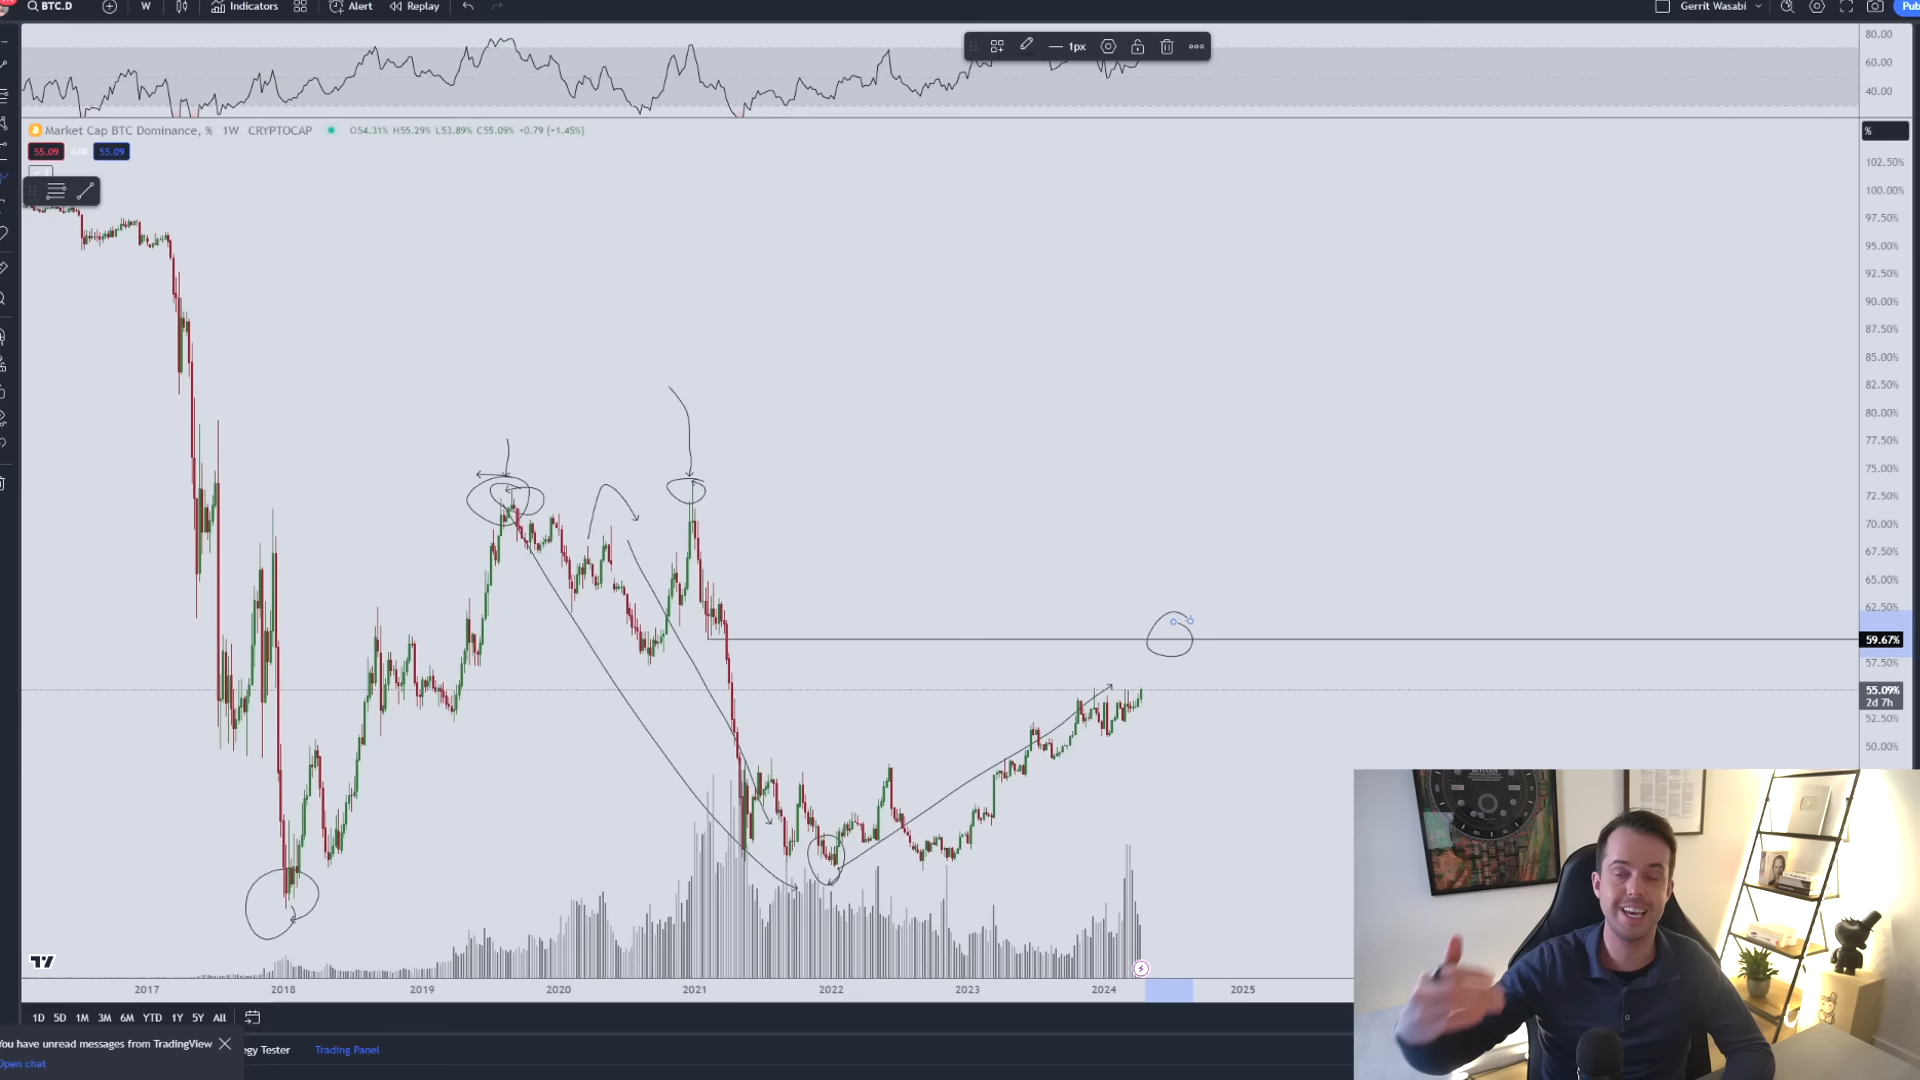 BTC.D W Indicators Alert Replay Gerrit Wasabi Pub
1px
80.00
60.00
40.00
Market Cap BTC Dominance, % 1W CRYPTOCAP O54.31% H55.29% L53.89% C55.09% +0.79 (+1.45%)
%
55.09 0.00 55.09
102.50%
100.00%
97.50%
95.00%
92.50%
90.00%
87.50%
85.00%
82.50%
80.00%
77.50%
75.00%
72.50%
70.00%
67.50%
65.00%
62.50%
59.67%
57.50%
55.09%
2d 7h
52.50%
50.00%
2017 2018 2019 2020 2021 2022 2023 2024 2025
1D 5D 1M 3M 6M YTD 1Y 5Y All
You have unread messages from TradingView
egy Tester Trading Panel
Open chat